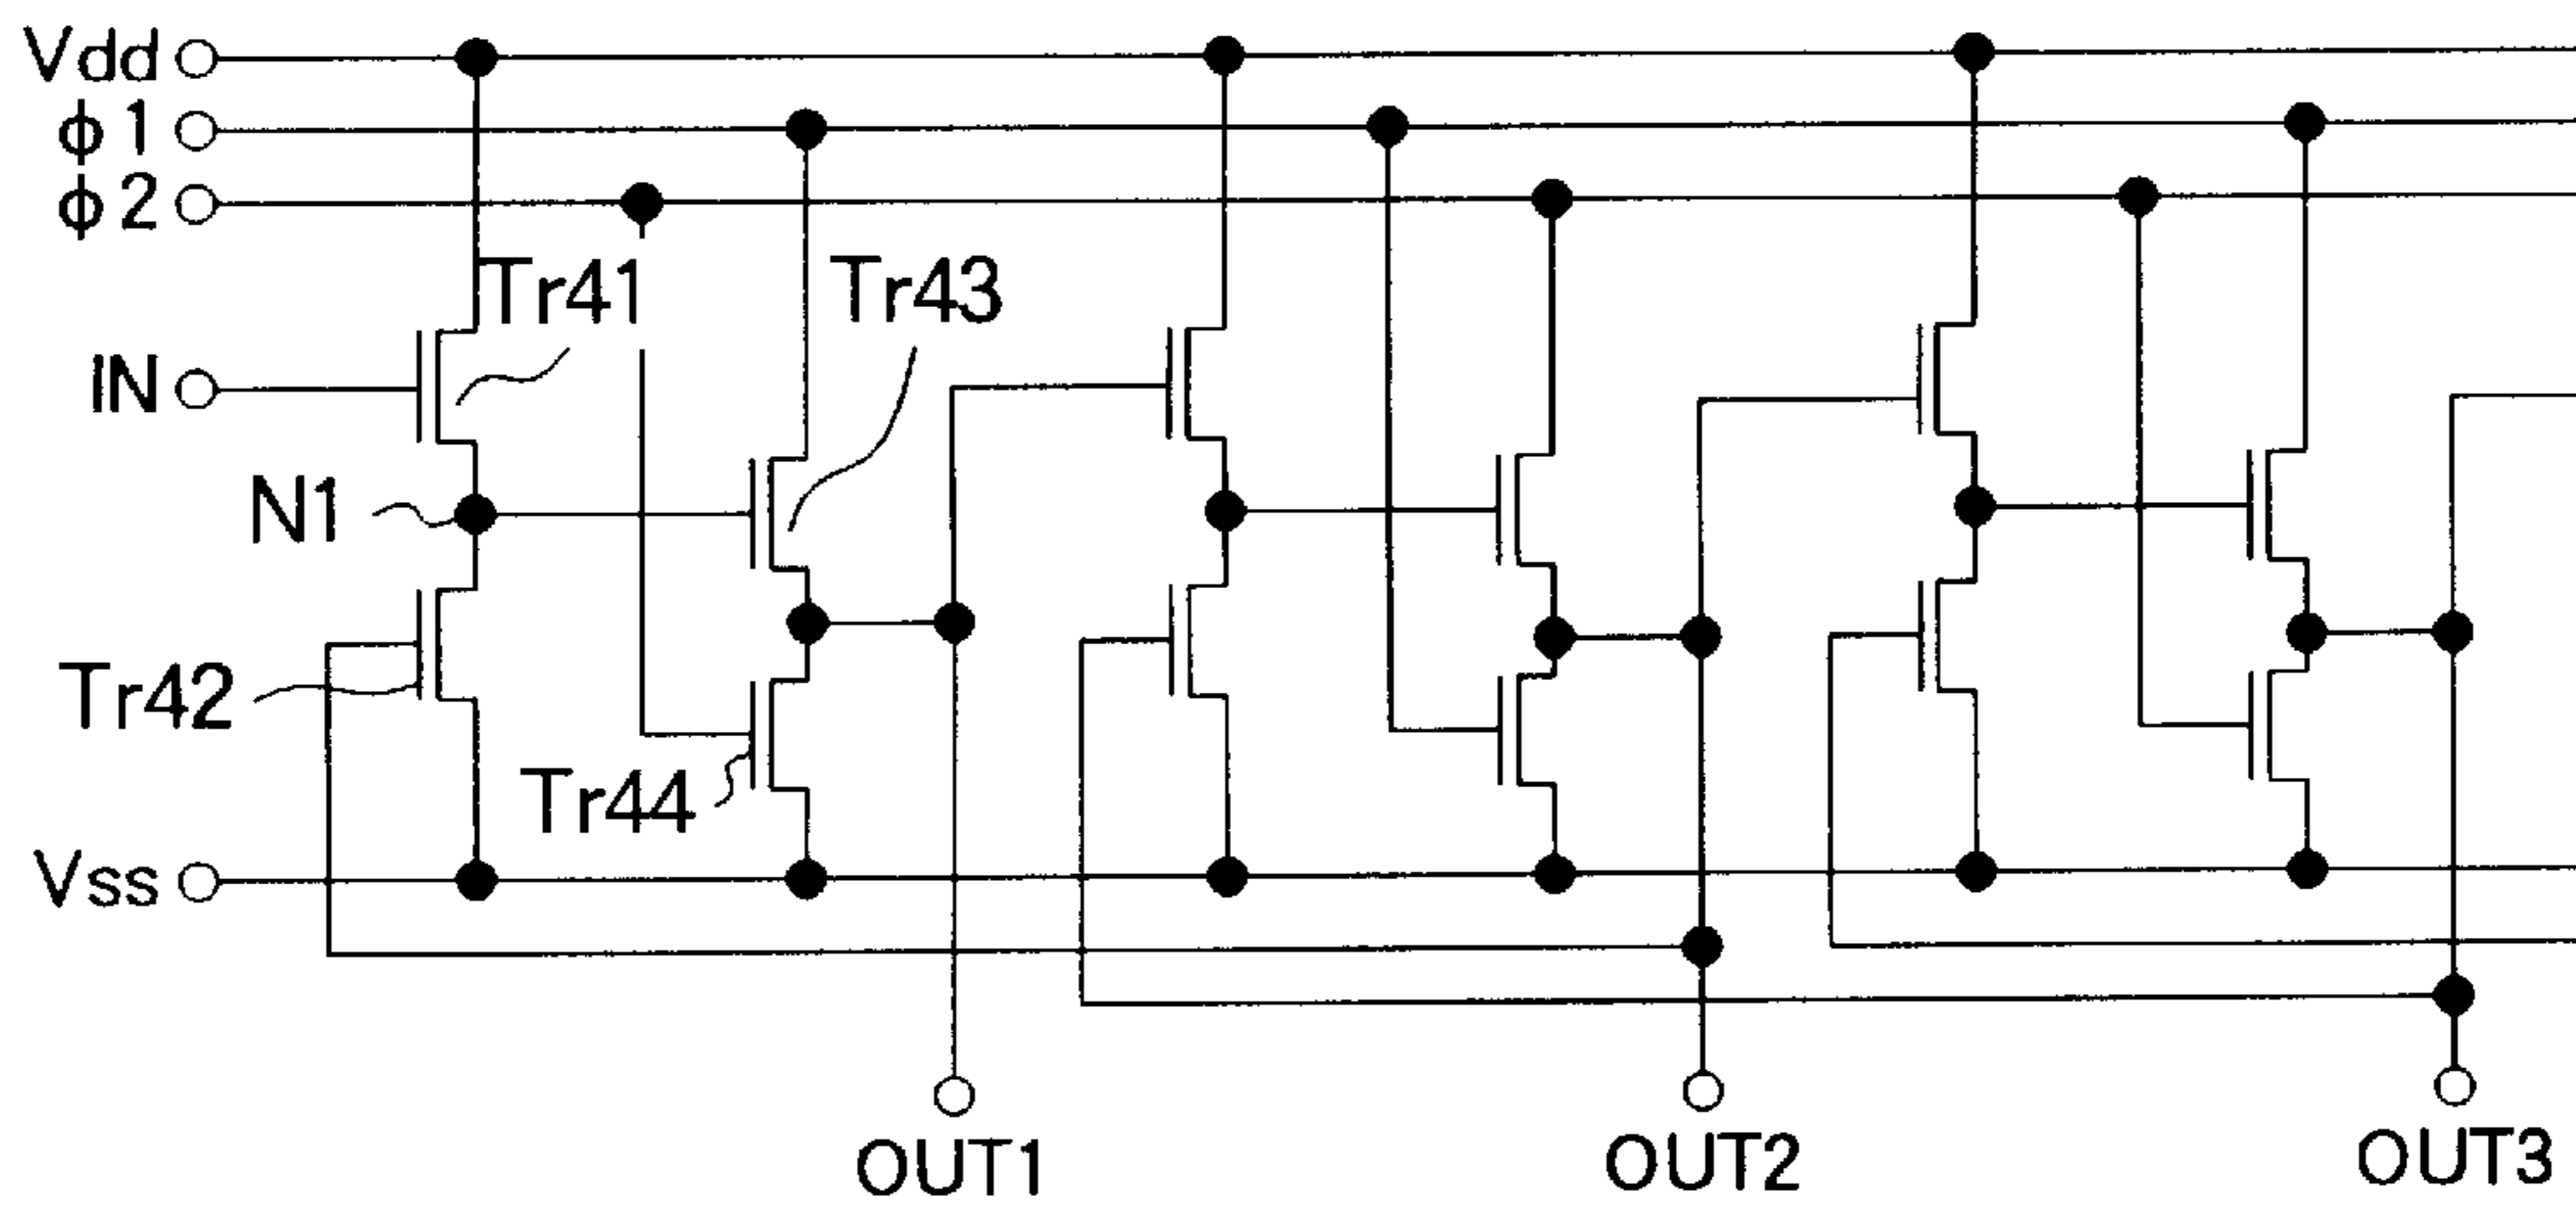 Vdd
ϕ1
ϕ2
Tr41
Tr43
IN
N1
Tr42
Tr44
Vss
OUT1
OUT2
OUT3